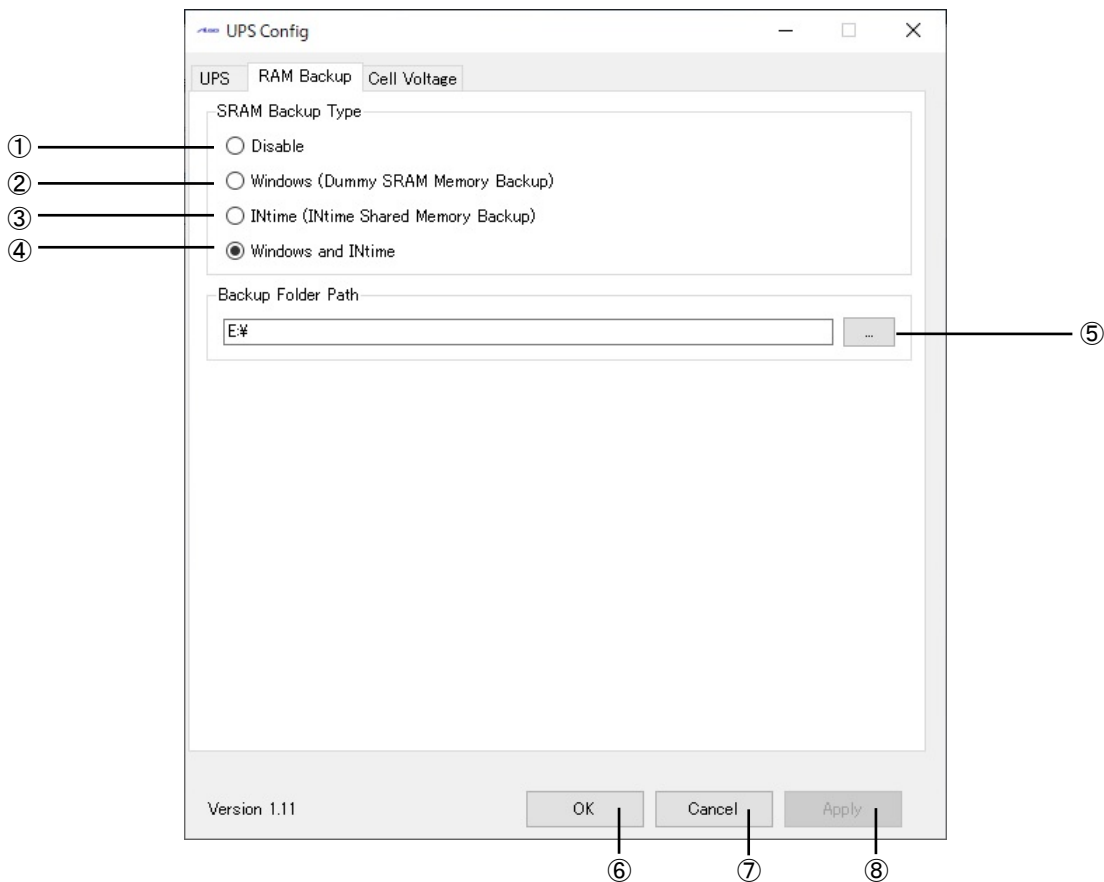 UPS Config
UPS RAM Backup Cell Voltage
SRAM Backup Type
① Disable
② Windows (Dummy SRAM Memory Backup)
③ INtime (INtime Shared Memory Backup)
④ Windows and INtime
Backup Folder Path
E:¥ ... ⑤
Version 1.11 OK Cancel Apply
⑥ ⑦ ⑧